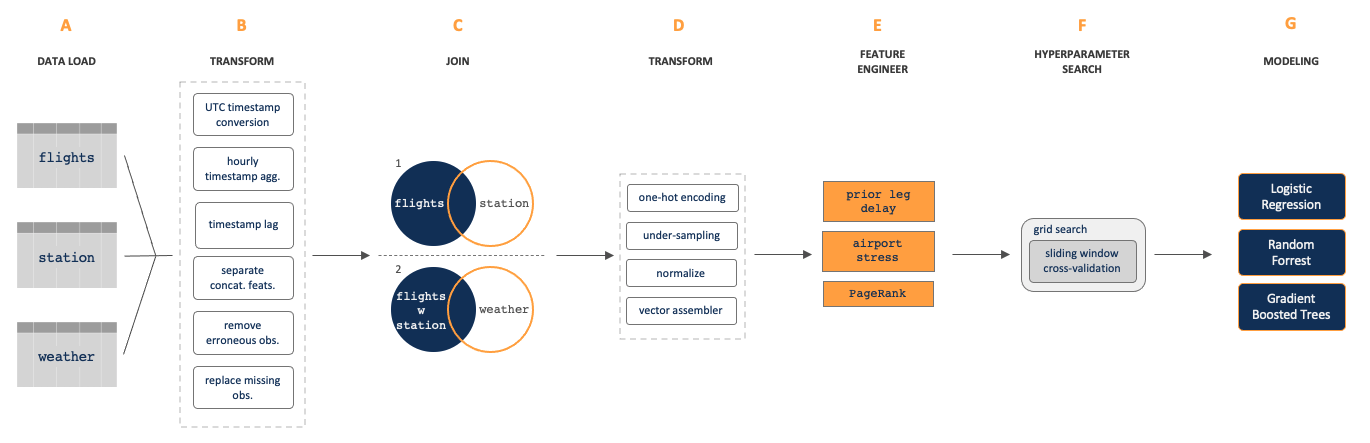 A
DATA LOAD
flights
station
weather
B
TRANSFORM
UTC timestamp
conversion
hourly
timestamp agg.
timestamp lag
separate
concat. feats.
remove
erroneous obs.
replace missing
obs.
C
JOIN
1
flights
station
2
flights
w
station
weather
D
TRANSFORM
one-hot encoding
under-sampling
normalize
vector assembler
E
FEATURE
ENGINEER
prior leg
delay
airport
stress
PageRank
F
HYPERPARAMETER
SEARCH
grid search
sliding window
cross-validation
G
MODELING
Logistic
Regression
Random
Forrest
Gradient
Boosted Trees